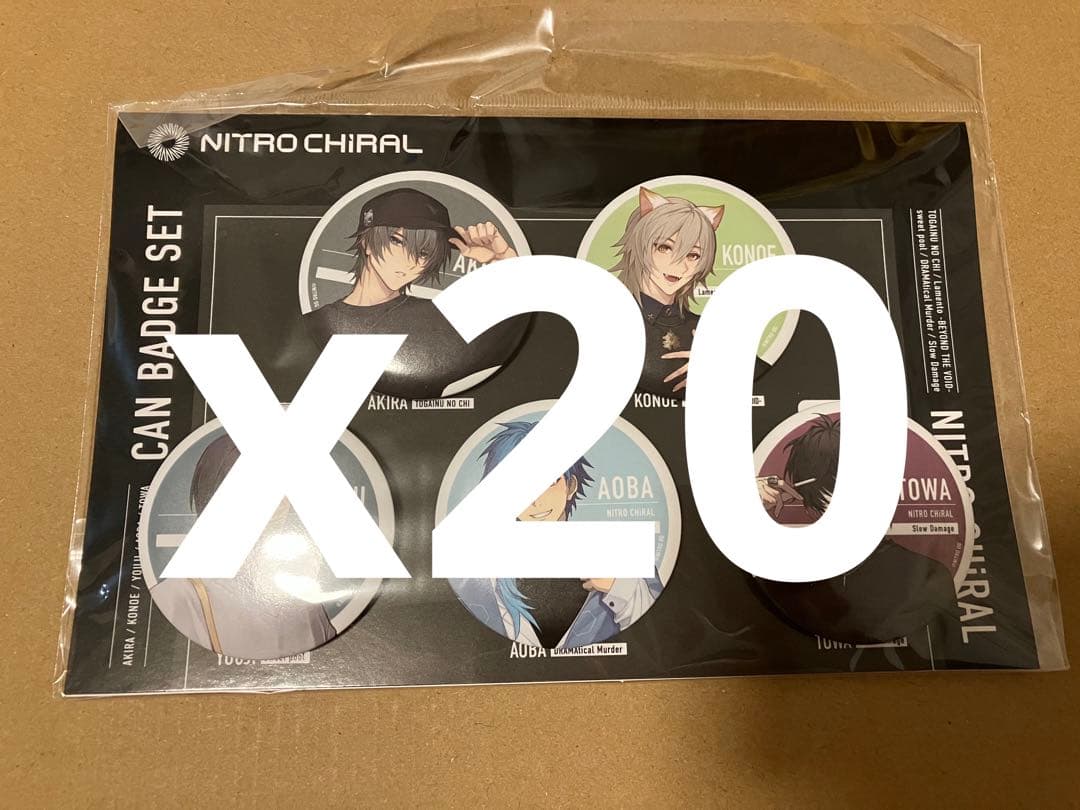 NITRO CHiRAL
CAN BADGE SET
AKIRA / KONOE / YOUJI / AOBA / TOWA
TOGAINU NO CHI / Lamento -BEYOND THE VOID-
sweet pool / DRAMAtical Murder / Slow Damage
KONOE
x20
AKIRA TOGAINU NO CHI
KONOE
AOBA
NITRO CHiRAL
TOWA
NITRO CHiRAL
Slow Damage
YOUJI
AOBA DRAMAtical Murder
TOWA